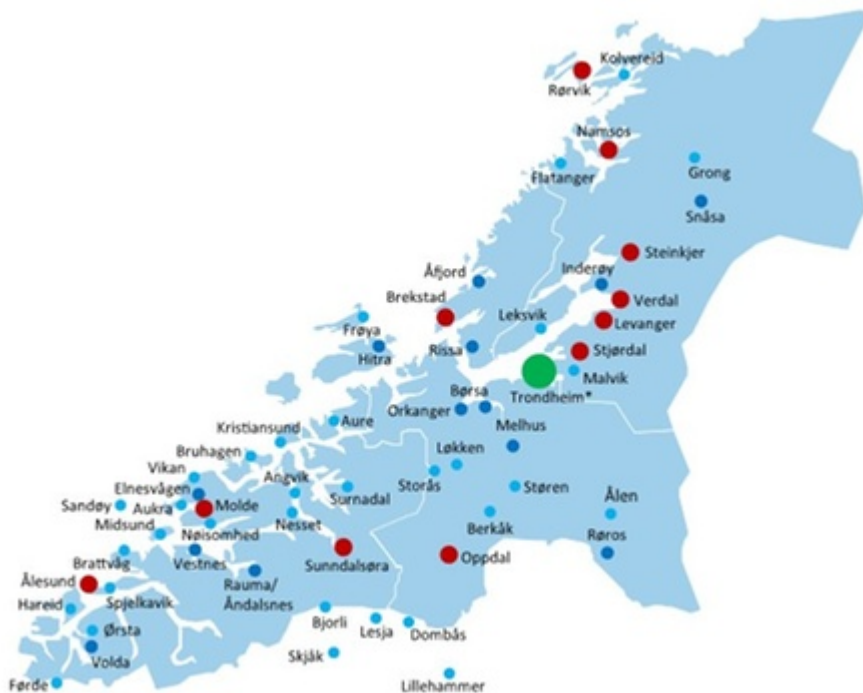 Kolvereid
Rørvik
Namsos
Flatanger
Grong
Snåsa
Steinkjer
Inderøy
Åfjord
Brekstad
Verdal
Leksvik
Levanger
Frøya
Hitra
Rissa
Stjørdal
Malvik
Trondheim*
Børsa
Orkanger
Melhus
Aure
Kristiansund
Bruhagen
Løkken
Vikan
Angvik
Storås
Støren
Elnesvågen
Surnadal
Sandøy
Aukra
Molde
Ålen
Midsund
Nesset
Berkåk
Nøisomhed
Røros
Brattvåg
Vestnes
Sunndalsøra
Oppdal
Ålesund
Rauma/
Åndalsnes
Spjelkavik
Hareid
Bjorli
Lesja
Dombås
Ørsta
Volda
Skjåk
Førde
Lillehammer